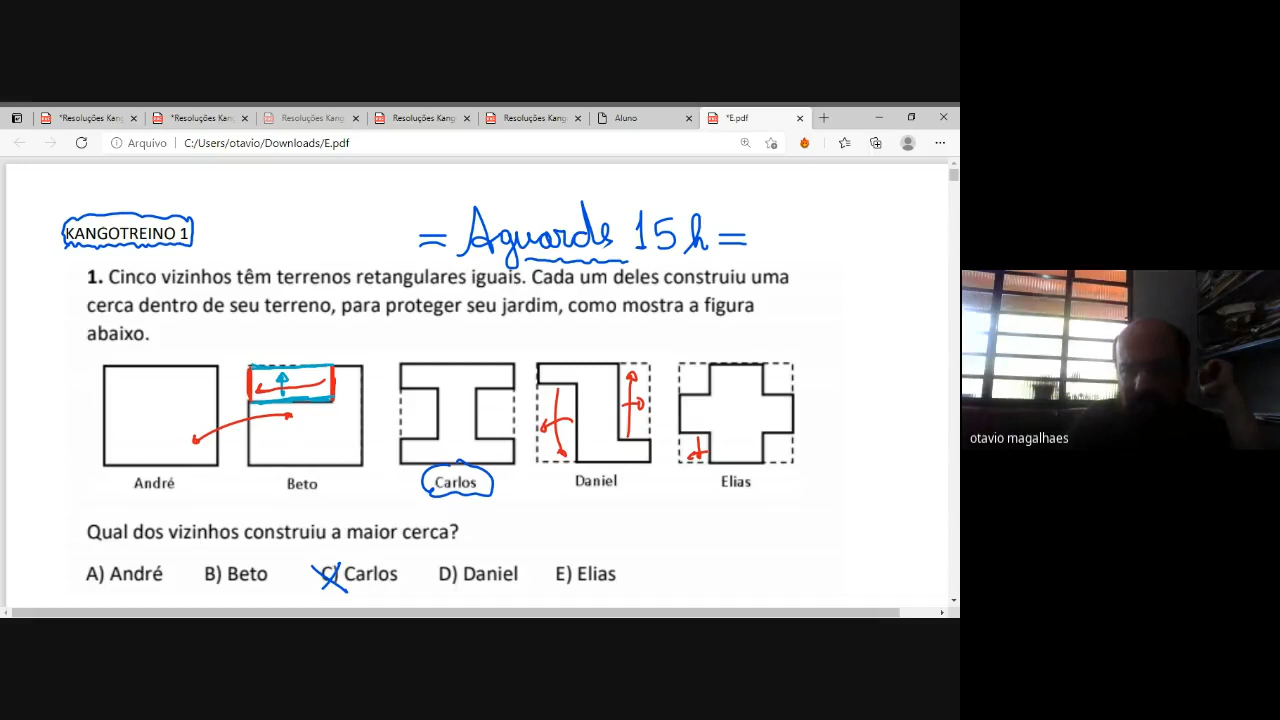 *Resoluções Kang
*Resoluções Kang
Resoluções Kang
Resoluções Kang
Resoluções Kang
Aluno
*E.pdf
Arquivo
C:/Users/otavio/Downloads/E.pdf
KANGOTREINO 1
= Aguarde 15 h =
1. Cinco vizinhos têm terrenos retangulares iguais. Cada um deles construiu uma
cerca dentro de seu terreno, para proteger seu jardim, como mostra a figura
abaixo.
André Beto Carlos Daniel Elias
Qual dos vizinhos construiu a maior cerca?
A) André B) Beto C) Carlos D) Daniel E) Elias
otavio magalhaes